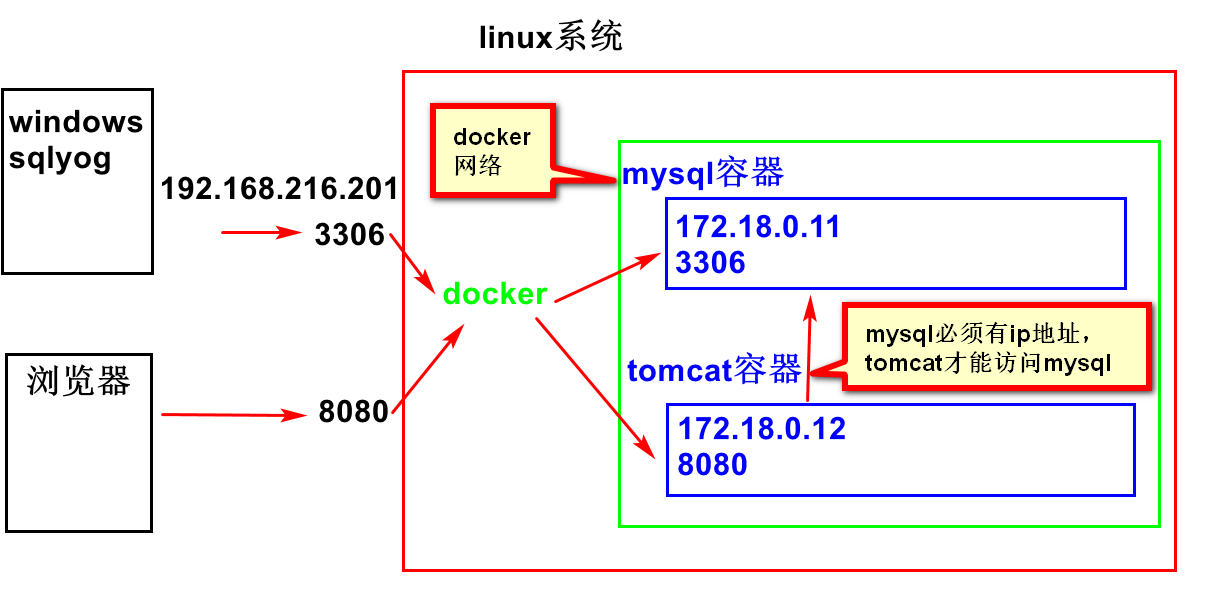 linux系统
windows
sqlyog
192.168.216.201
3306
docker
网络
mysql容器
172.18.0.11
3306
docker
mysql必须有ip地址，
tomcat才能访问mysql
tomcat容器
浏览器
8080
172.18.0.12
8080